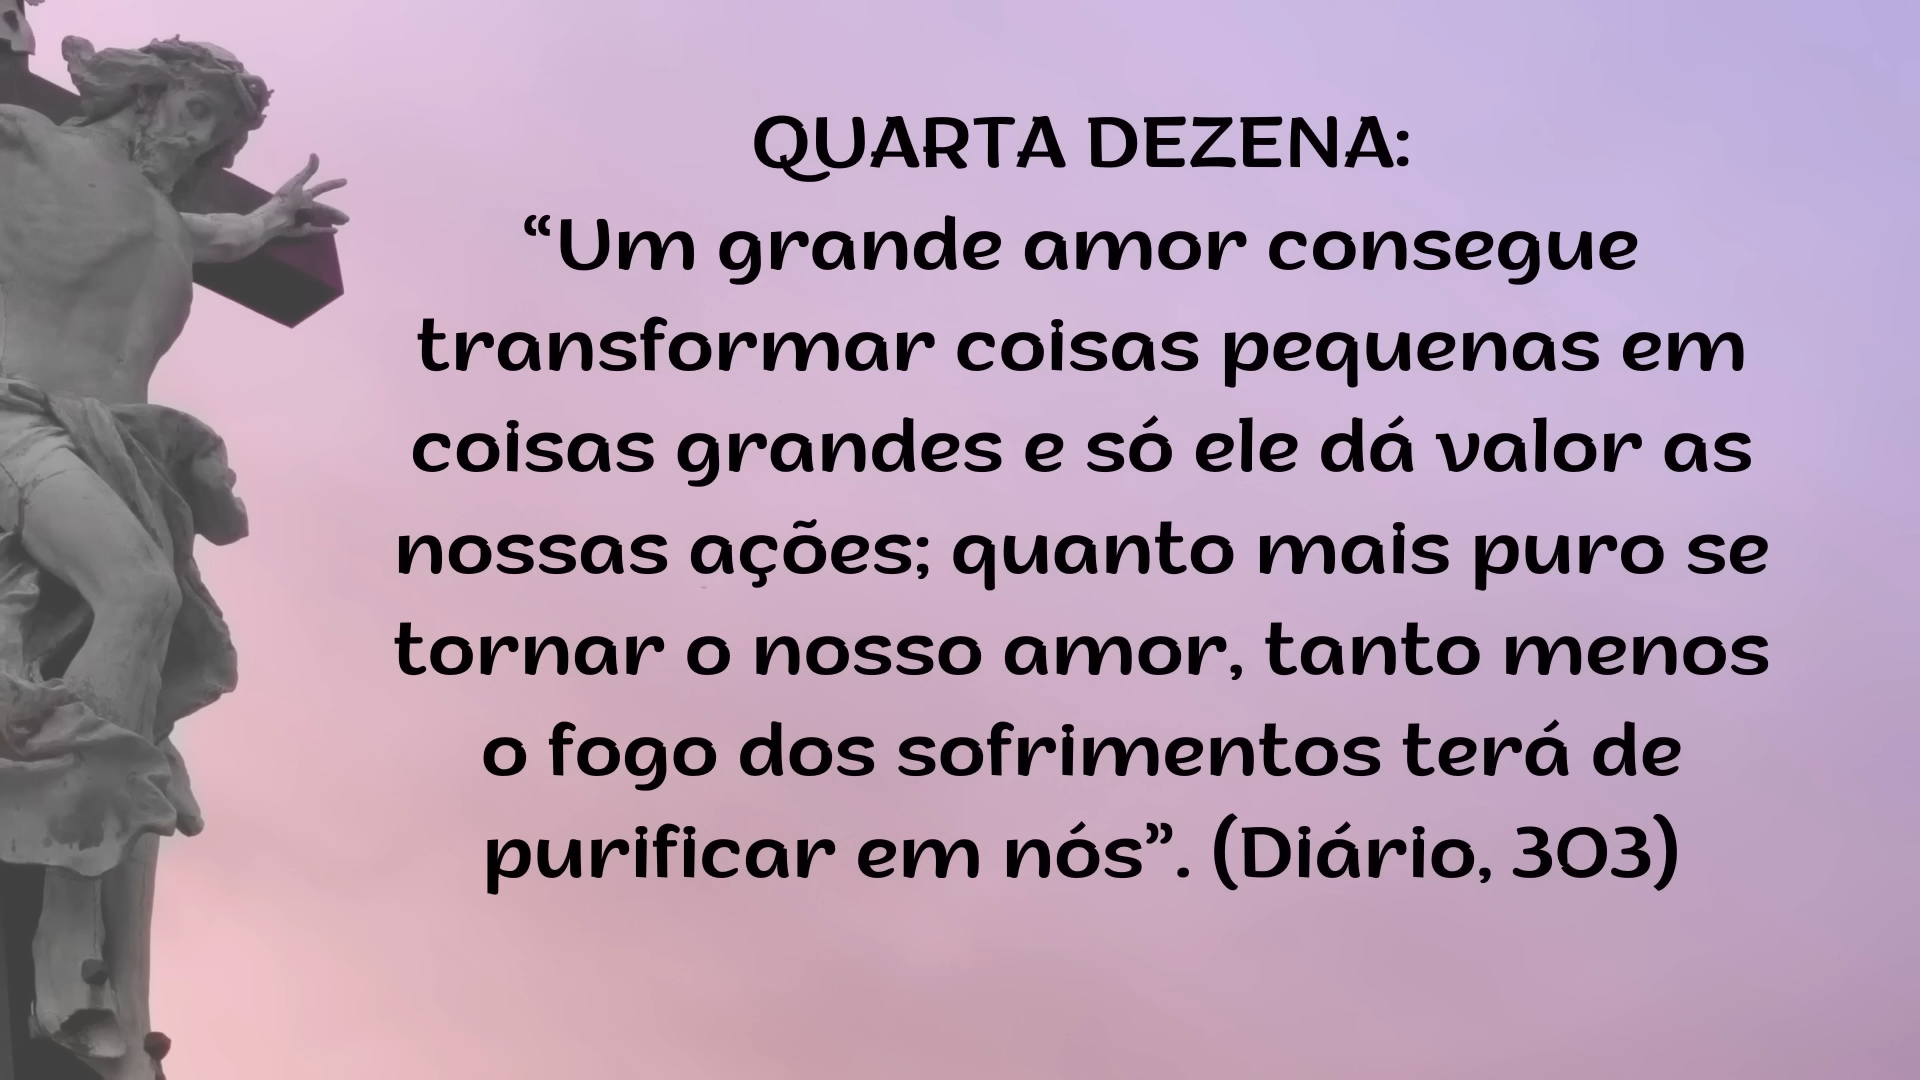 QUARTA DEZENA:
“Um grande amor consegue
transformar coisas pequenas em
coisas grandes e só ele dá valor as
nossas ações; quanto mais puro se
tornar o nosso amor, tanto menos
o fogo dos sofrimentos terá de
purificar em nós”. (Diário, 303)